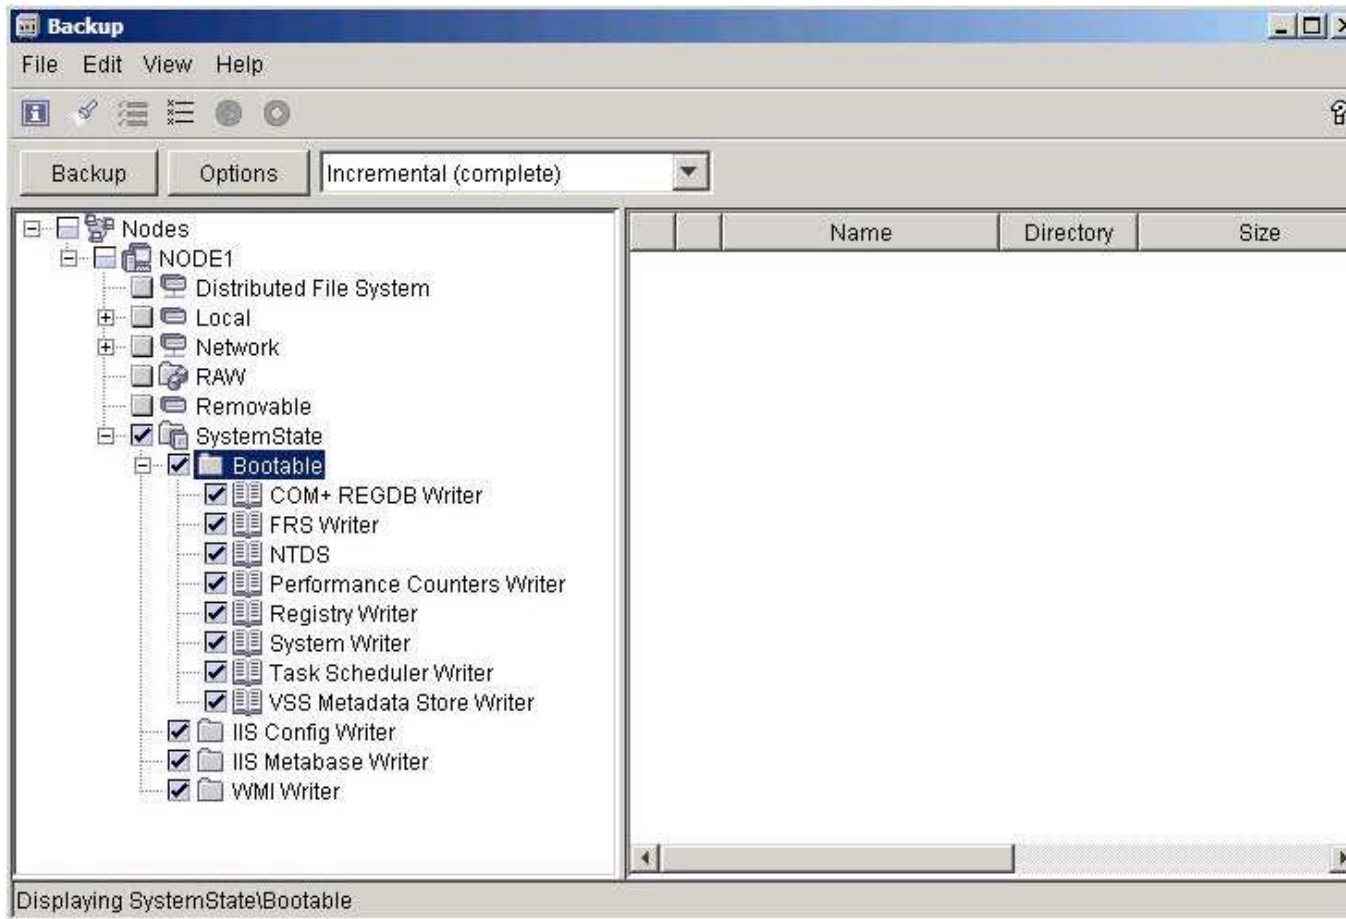 Backup
File Edit View Help
Backup Options Incremental (complete)
Nodes
NODE1
Distributed File System
Local
Network
RAW
Removable
SystemState
Bootable
COM+ REGDB Writer
FRS Writer
NTDS
Performance Counters Writer
Registry Writer
System Writer
Task Scheduler Writer
VSS Metadata Store Writer
IIS Config Writer
IIS Metabase Writer
WMI Writer
Name Directory Size
Displaying SystemState\Bootable